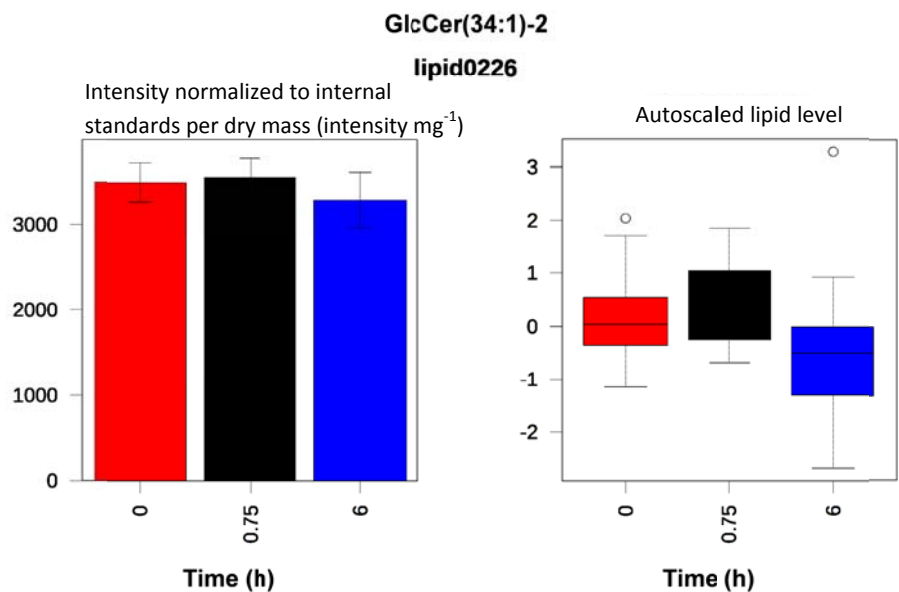 GlcCer(34:1)-2
lipid0226
Intensity normalized to internal
standards per dry mass (intensity mg⁻¹)
3000
2000
1000
0
0
0.75
6
Time (h)
Autoscaled lipid level
3
2
1
0
-1
-2
0
0.75
6
Time (h)